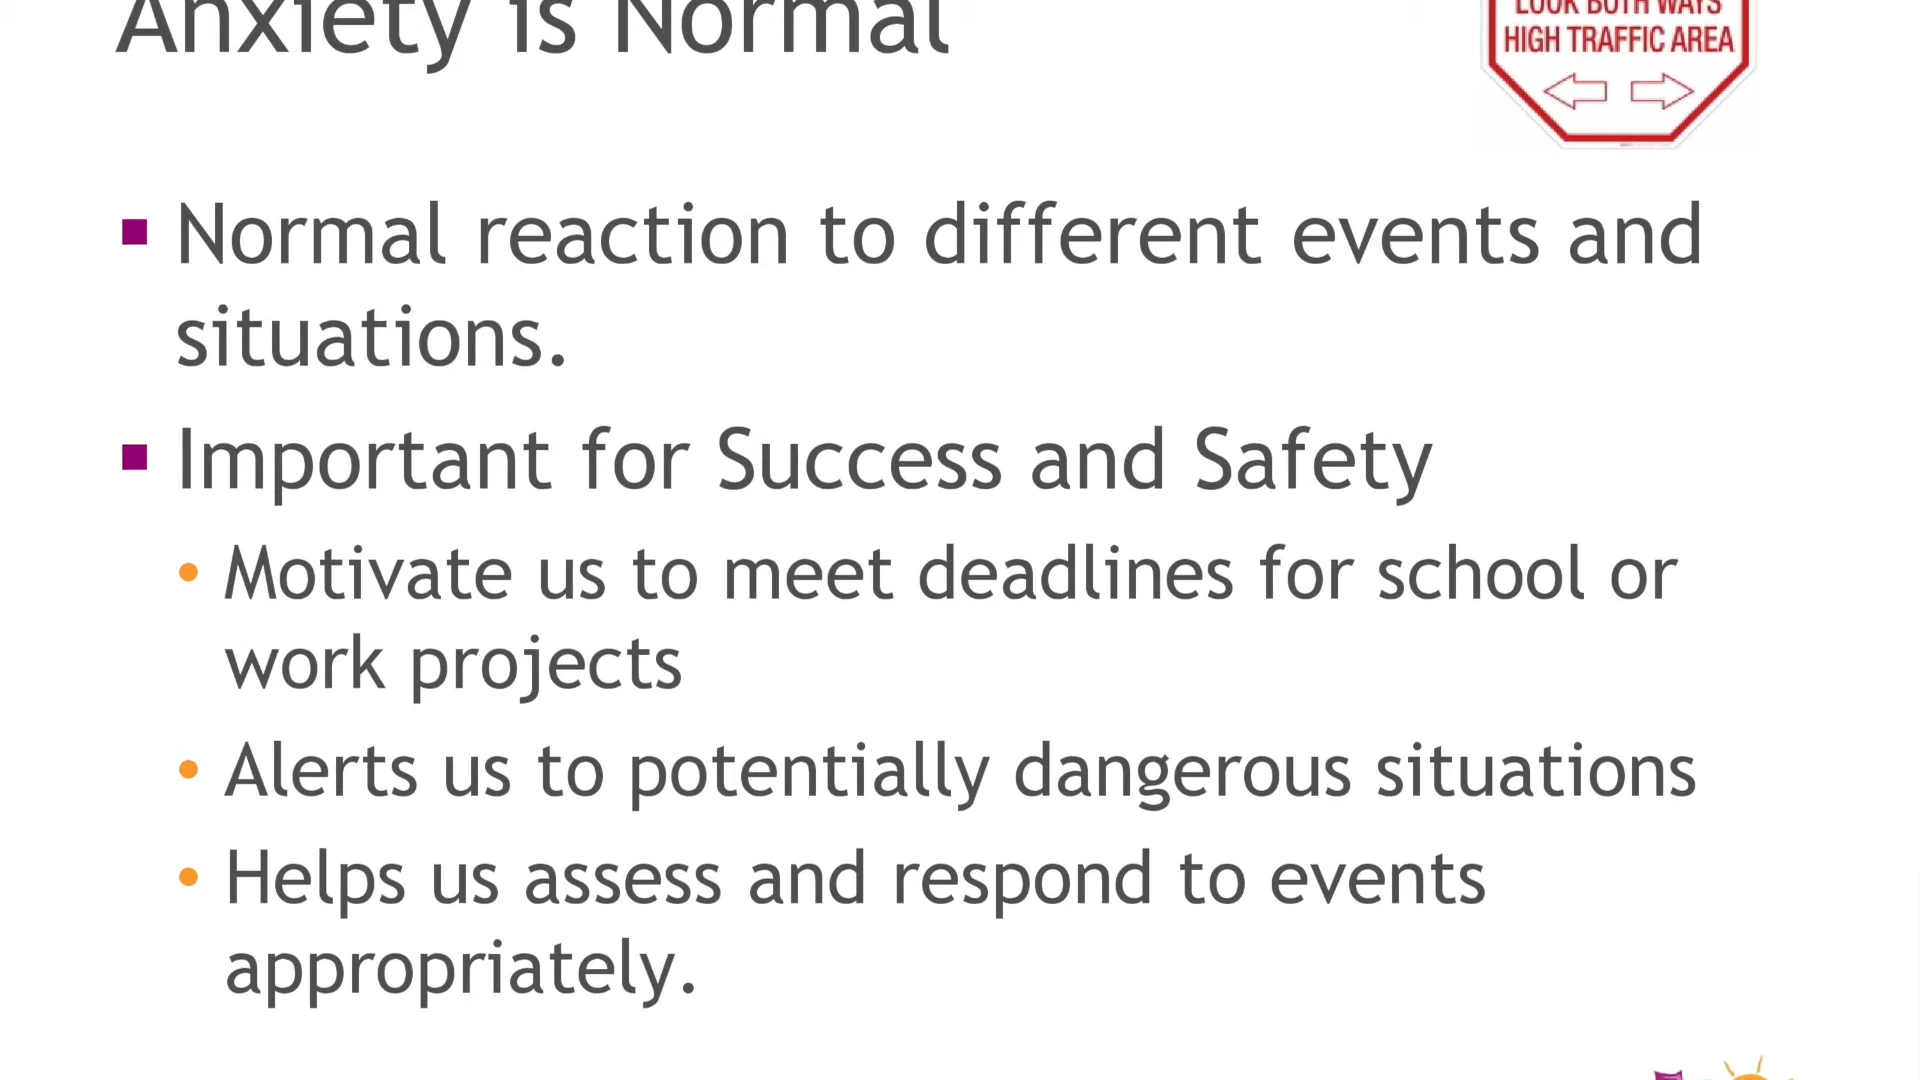 Anxiety is Normal
LOOK BOTH WAYS
HIGH TRAFFIC AREA
Normal reaction to different events and
situations.
Important for Success and Safety
Motivate us to meet deadlines for school or
work projects
Alerts us to potentially dangerous situations
Helps us assess and respond to events
appropriately.